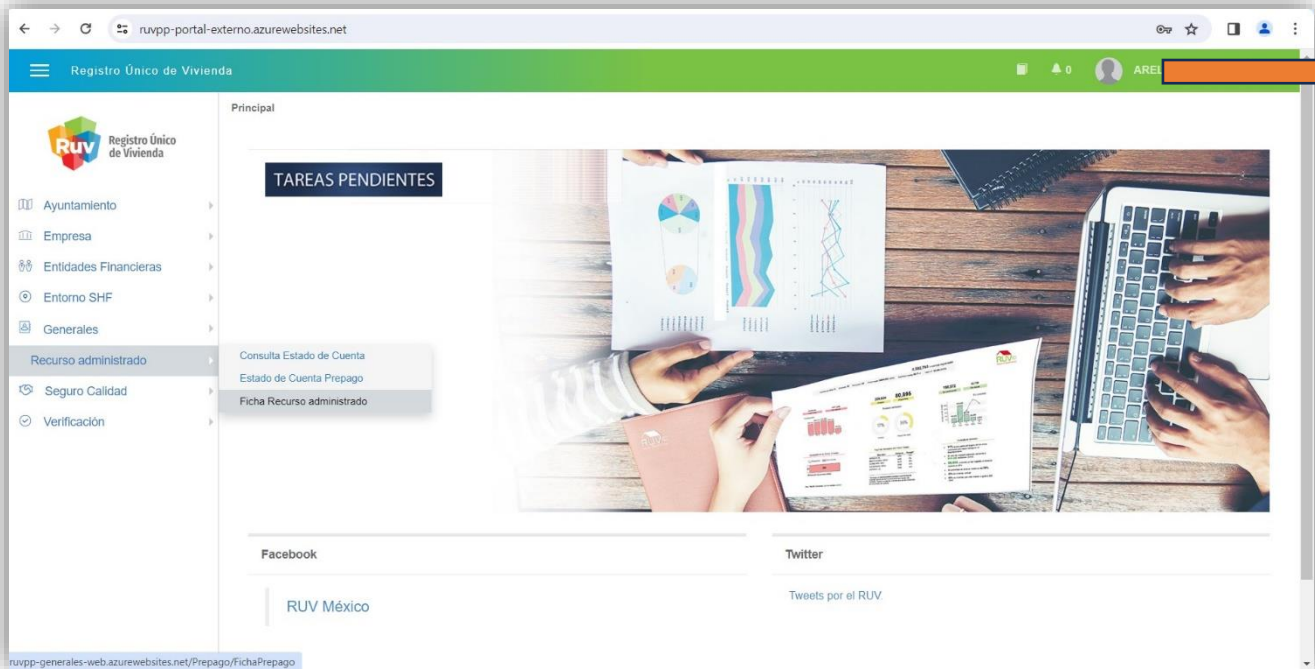 ruvpp-portal-externo.azurewebsites.net
Registro Único de Vivienda
0
AREL
Principal
Ruv Registro Único
de Vivienda
TAREAS PENDIENTES
Ayuntamiento
Empresa
Entidades Financieras
Entorno SHF
Generales
Recurso administrado
Consulta Estado de Cuenta
Estado de Cuenta Prepago
Ficha Recurso administrado
Seguro Calidad
Verificación
Facebook
Twitter
RUV México
Tweets por el RUV.
ruvpp-generales-web.azurewebsites.net/Prepago/FichaPrepago